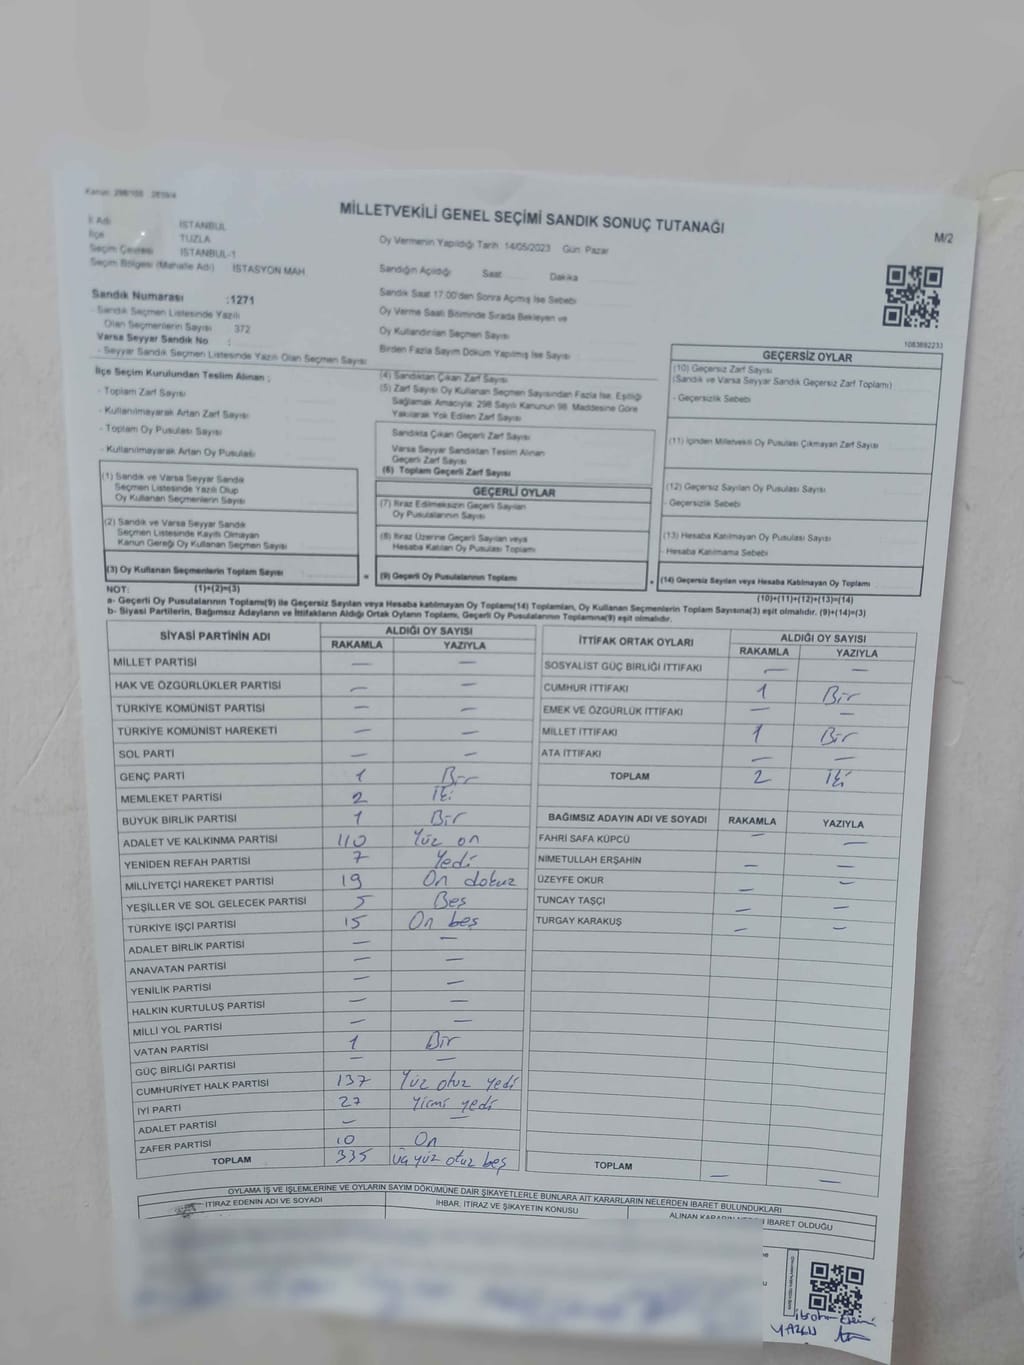 Kanun: 298/105 2839/4
MİLLETVEKİLİ GENEL SEÇİMİ SANDIK SONUÇ TUTANAĞI
M/2
İl Adı İSTANBUL
İlçe TUZLA
Seçim Çevresi İSTANBUL-1
Seçim Bölgesi (Mahalle Adı) İSTASYON MAH
Oy Vermenin Yapıldığı Tarih: 14/05/2023 Gün: Pazar
Sandığın Açıldığı Saat Dakika
Sandık Saat 17:00'den Sonra Açımış İse Sebebi
Oy Verme Saati Bitiminde Sırada Bekleyen ve
Oy Kullandırılan Seçmen Sayısı
Birden Fazla Sayım Döküm Yapılmış İse Sayısı
Sandık Numarası :1271
- Sandık Seçmen Listesinde Yazılı
Olan Seçmenlerin Sayısı 372
Varsa Seyyar Sandık No :
- Seyyar Sandık Seçmen Listesinde Yazılı Olan Seçmen Sayısı
1083692233
İlçe Seçim Kurulundan Teslim Alınan ;
- Toplam Zarf Sayısı
- Kullanılmayarak Artan Zarf Sayısı
- Toplam Oy Pusulası Sayısı
- Kullanılmayarak Artan Oy Pusulası
(1) Sandık ve Varsa Seyyar Sandık
Seçmen Listesinde Yazılı Olup
Oy Kullanan Seçmenlerin Sayısı
(2) Sandık ve Varsa Seyyar Sandık
Seçmen Listesinde Kayıtlı Olmayan
Kanun Gereği Oy Kullanan Seçmen Sayısı
(3) Oy Kullanan Seçmenlerin Toplam Sayısı
(4) Sandıktan Çıkan Zarf Sayısı
(5) Zarf Sayısı Oy Kullanan Seçmen Sayısından Fazla İse, Eşitliği
Sağlamak Amacıyla; 298 Sayılı Kanunun 98. Maddesine Göre
Yakılarak Yok Edilen Zarf Sayısı
Sandıkta Çıkan Geçerli Zarf Sayısı
Varsa Seyyar Sandıktan Teslim Alınan
Geçerli Zarf Sayısı
(6) Toplam Geçerli Zarf Sayısı
GEÇERLİ OYLAR
(7) İtiraz Edilmeksizin Geçerli Sayılan
Oy Pusulalarının Sayısı
(8) İtiraz Üzerine Geçerli Sayılan veya
Hesaba Katılan Oy Pusulası Toplamı
= (9) Geçerli Oy Pusulalarının Toplamı
GEÇERSİZ OYLAR
(10) Geçersiz Zarf Sayısı
(Sandık ve Varsa Seyyar Sandık Geçersiz Zarf Toplamı)
- Geçersizlik Sebebi
(11) İçinden Milletvekili Oy Pusulası Çıkmayan Zarf Sayısı
(12) Geçersiz Sayılan Oy Pusulası Sayısı
- Geçersizlik Sebebi
(13) Hesaba Katılmayan Oy Pusulası Sayısı
- Hesaba Katılmama Sebebi
+ (14) Geçersiz Sayılan veya Hesaba Katılmayan Oy Toplamı
NOT: (1)+(2)=(3) (10)+(11)+(12)+(13)=(14)
a- Geçerli Oy Pusulalarının Toplamı(9) ile Geçersiz Sayılan veya Hesaba katılmayan Oy Toplamı(14) Toplamları, Oy Kullanan Seçmenlerin Toplam Sayısına(3) eşit olmalıdır. (9)+(14)=(3)
b- Siyasi Partilerin, Bağımsız Adayların ve İttifakların Aldığı Ortak Oyların Toplamı, Geçerli Oy Pusulalarının Toplamına(9) eşit olmalıdır.
SİYASİ PARTİNİN ADI ALDIĞI OY SAYISI
RAKAMLA YAZIYLA
MİLLET PARTİSİ — —
HAK VE ÖZGÜRLÜKLER PARTİSİ — —
TÜRKİYE KOMÜNİST PARTİSİ — —
TÜRKİYE KOMÜNİST HAREKETİ — —
SOL PARTİ — —
GENÇ PARTİ 1 Bir
MEMLEKET PARTİSİ 2 İki
BÜYÜK BİRLİK PARTİSİ 1 Bir
ADALET VE KALKINMA PARTİSİ 110 Yüz on
YENİDEN REFAH PARTİSİ 7 Yedi
MİLLİYETÇİ HAREKET PARTİSİ 19 On dokuz
YEŞİLLER VE SOL GELECEK PARTİSİ 5 Beş
TÜRKİYE İŞÇİ PARTİSİ 15 On beş
ADALET BİRLİK PARTİSİ — —
ANAVATAN PARTİSİ — —
YENİLİK PARTİSİ — —
HALKIN KURTULUŞ PARTİSİ — —
MİLLİ YOL PARTİSİ — —
VATAN PARTİSİ 1 Bir
GÜÇ BİRLİĞİ PARTİSİ — —
CUMHURİYET HALK PARTİSİ 137 Yüz otuz yedi
İYİ PARTİ 27 Yirmi yedi
ADALET PARTİSİ — —
ZAFER PARTİSİ 10 On
TOPLAM 335 üçyüz otuz beş
İTTİFAK ORTAK OYLARI ALDIĞI OY SAYISI
RAKAMLA YAZIYLA
SOSYALİST GÜÇ BİRLİĞİ İTTİFAKI — —
CUMHUR İTTİFAKI 1 Bir
EMEK VE ÖZGÜRLÜK İTTİFAKI — —
MİLLET İTTİFAKI 1 Bir
ATA İTTİFAKI — —
TOPLAM 2 İki
BAĞIMSIZ ADAYIN ADI VE SOYADI RAKAMLA YAZIYLA
FAHRİ SAFA KÜPCÜ — —
NİMETULLAH ERŞAHİN — —
ÜZEYFE OKUR — —
TUNCAY TAŞÇI — —
TURGAY KARAKUŞ — —
TOPLAM — —
OYLAMA İŞ VE İŞLEMLERİNE VE OYLARIN SAYIM DÖKÜMÜNE DAİR ŞİKAYETLERLE BUNLARA AİT KARARLARIN NELERDEN İBARET BULUNDUKLARI
İTİRAZ EDENİN ADI VE SOYADI İHBAR, İTİRAZ VE ŞİKAYETİN KONUSU ALINAN KARARIN İBARET OLDUĞU